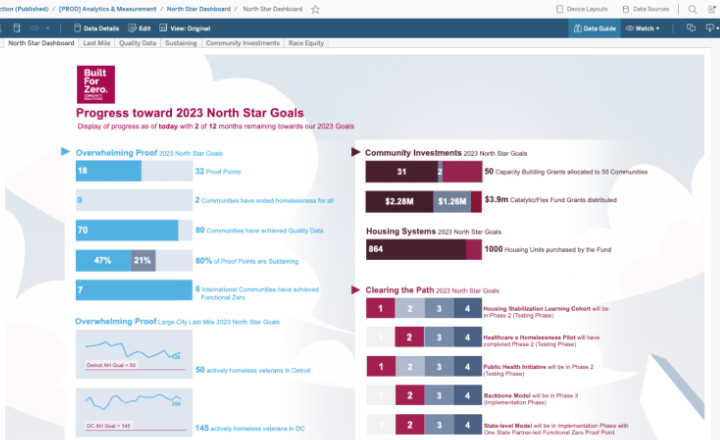 ction (Published) / [PROD] Analytics & Measurement / North Star Dashboard / North Star Dashboard
Device Layouts
Data Sources
Data Details
Edit
View: Original
Data Guide
Watch
North Star Dashboard
Last Mile
Quality Data
Sustaining
Community Investments
Race Equity
Built
For
Zero.
COMMUNITY
SOLUTIONS
Progress toward 2023 North Star Goals
Display of progress as of today with 2 of 12 months remaining towards our 2023 Goals
Overwhelming Proof 2023 North Star Goals
18
32 Proof Points
0
2 Communities have ended homelessness for all
70
80 Communities have achieved Quality Data
47%
21%
80% of Proof Points are Sustaining
7
6 International Communities have achieved
Functional Zero
Overwhelming Proof Large City Last Mile 2023 North Star Goals
Detroit AH Goal = 50
50 actively homeless veterans in Detroit
DC AH Goal = 145
145 actively homeless veterans in DC
Community Investments 2023 North Star Goals
31
2
50 Capacity Building Grants allocated to 50 Communities
$2.28M
$1.26M
$3.9m Catalytic/Flex Fund Grants distributed
Housing Systems 2023 North Star Goals
864
1000 Housing Units purchased by the Fund
Clearing the Path 2023 North Star Goals
1 2 3 4
Housing Stabilization Learning Cohort will be
in Phase 2 (Testing Phase)
2 3 4
Healthcare x Homelessness Pilot will have
completed Phase 2 (Testing Phase)
1 2 3 4
Public Health Initiative will be in Phase 2
(Testing Phase)
2 3 4
Backbone Model will be in Phase 3
(Implementation Phase)
2 3 4
State-level Model will be in Implementation Phase with
One State Partner-led Functional Zero Proof Point